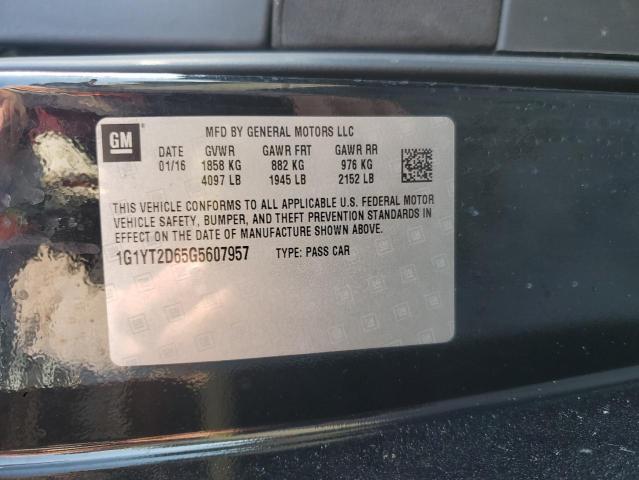 GM MFD BY GENERAL MOTORS LLC
DATE GVWR GAWR FRT GAWR RR
01/16 1858 KG 882 KG 976 KG
4097 LB 1945 LB 2152 LB
THIS VEHICLE CONFORMS TO ALL APPLICABLE U.S. FEDERAL MOTOR
VEHICLE SAFETY, BUMPER, AND THEFT PREVENTION STANDARDS IN
EFFECT ON THE DATE OF MANUFACTURE SHOWN ABOVE.
1G1YT2D65G5607957 TYPE: PASS CAR